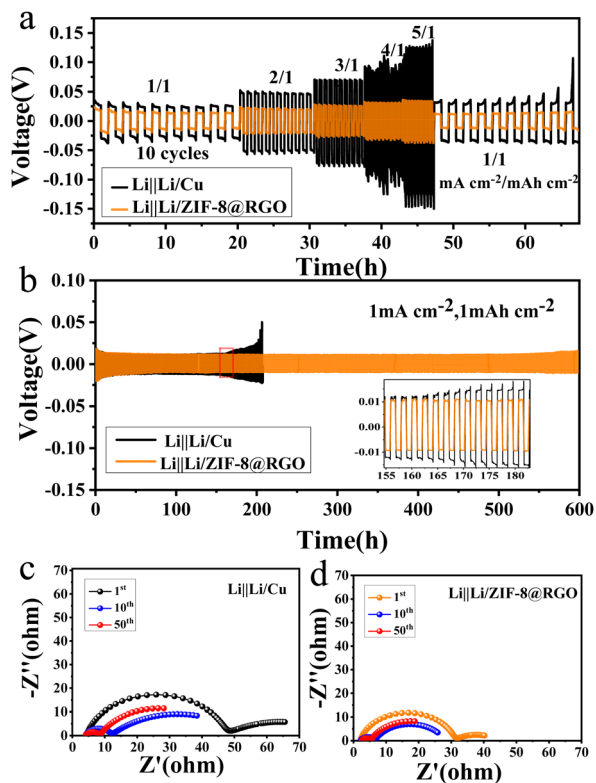 a
0.15
0.10
0.05
0.00
-0.05
-0.10
-0.15
Voltage(V)
1/1
2/1
3/1
4/1
5/1
10 cycles
1/1
mA cm-2/mAh cm-2
Li||Li/Cu
Li||Li/ZIF-8@RGO
0 10 20 30 40 50 60
Time(h)
b
0.10
0.05
0.00
-0.05
-0.10
-0.15
Voltage(V)
1mA cm-2,1mAh cm-2
Li||Li/Cu
Li||Li/ZIF-8@RGO
0.01
0.00
-0.01
155 160 165 170 175 180
0 100 200 300 400 500 600
Time(h)
c
70
60
50
40
30
20
10
0
-Z''(ohm)
1st
10th
50th
Li||Li/Cu
0 10 20 30 40 50 60 70
Z'(ohm)
d
70
60
50
40
30
20
10
0
-Z''(ohm)
1st
10th
50th
Li||Li/ZIF-8@RGO
0 10 20 30 40 50 60 70
Z'(ohm)